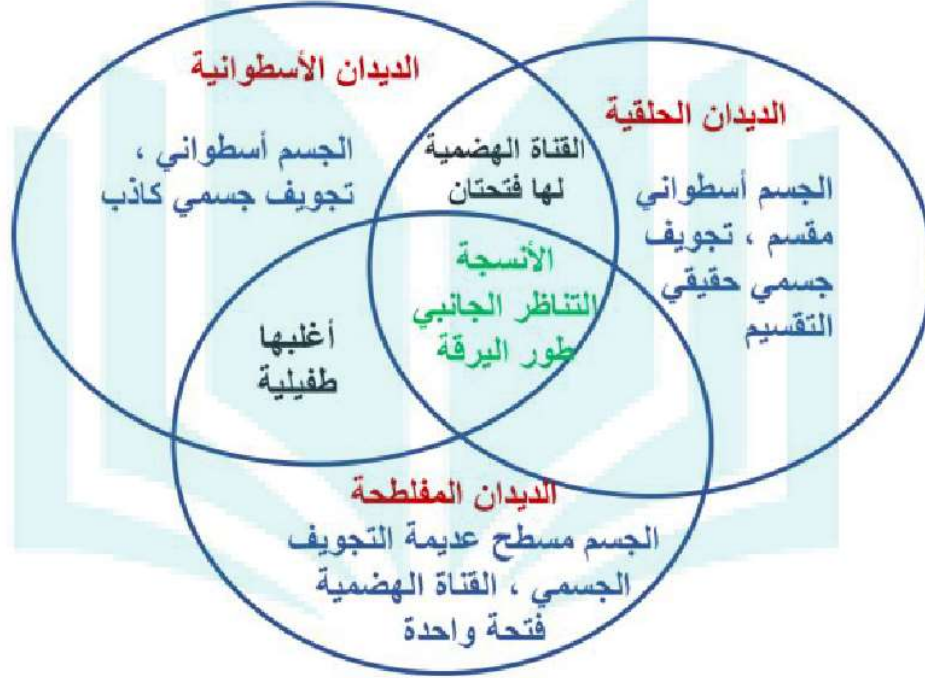 الديدان الأسطوانية
الجسم أسطواني ،
تجويف جسمي كاذب
القناة الهضمية
لها فتحتان
الديدان الحلقية
الجسم أسطواني
مقسم ، تجويف
جسمي حقيقي
التقسيم
الأنسجة
التناظر الجانبي
طور اليرقة
أغلبها
طفيلية
الديدان المفلطحة
الجسم مسطح عديمة التجويف
الجسمي ، القناة الهضمية
فتحة واحدة